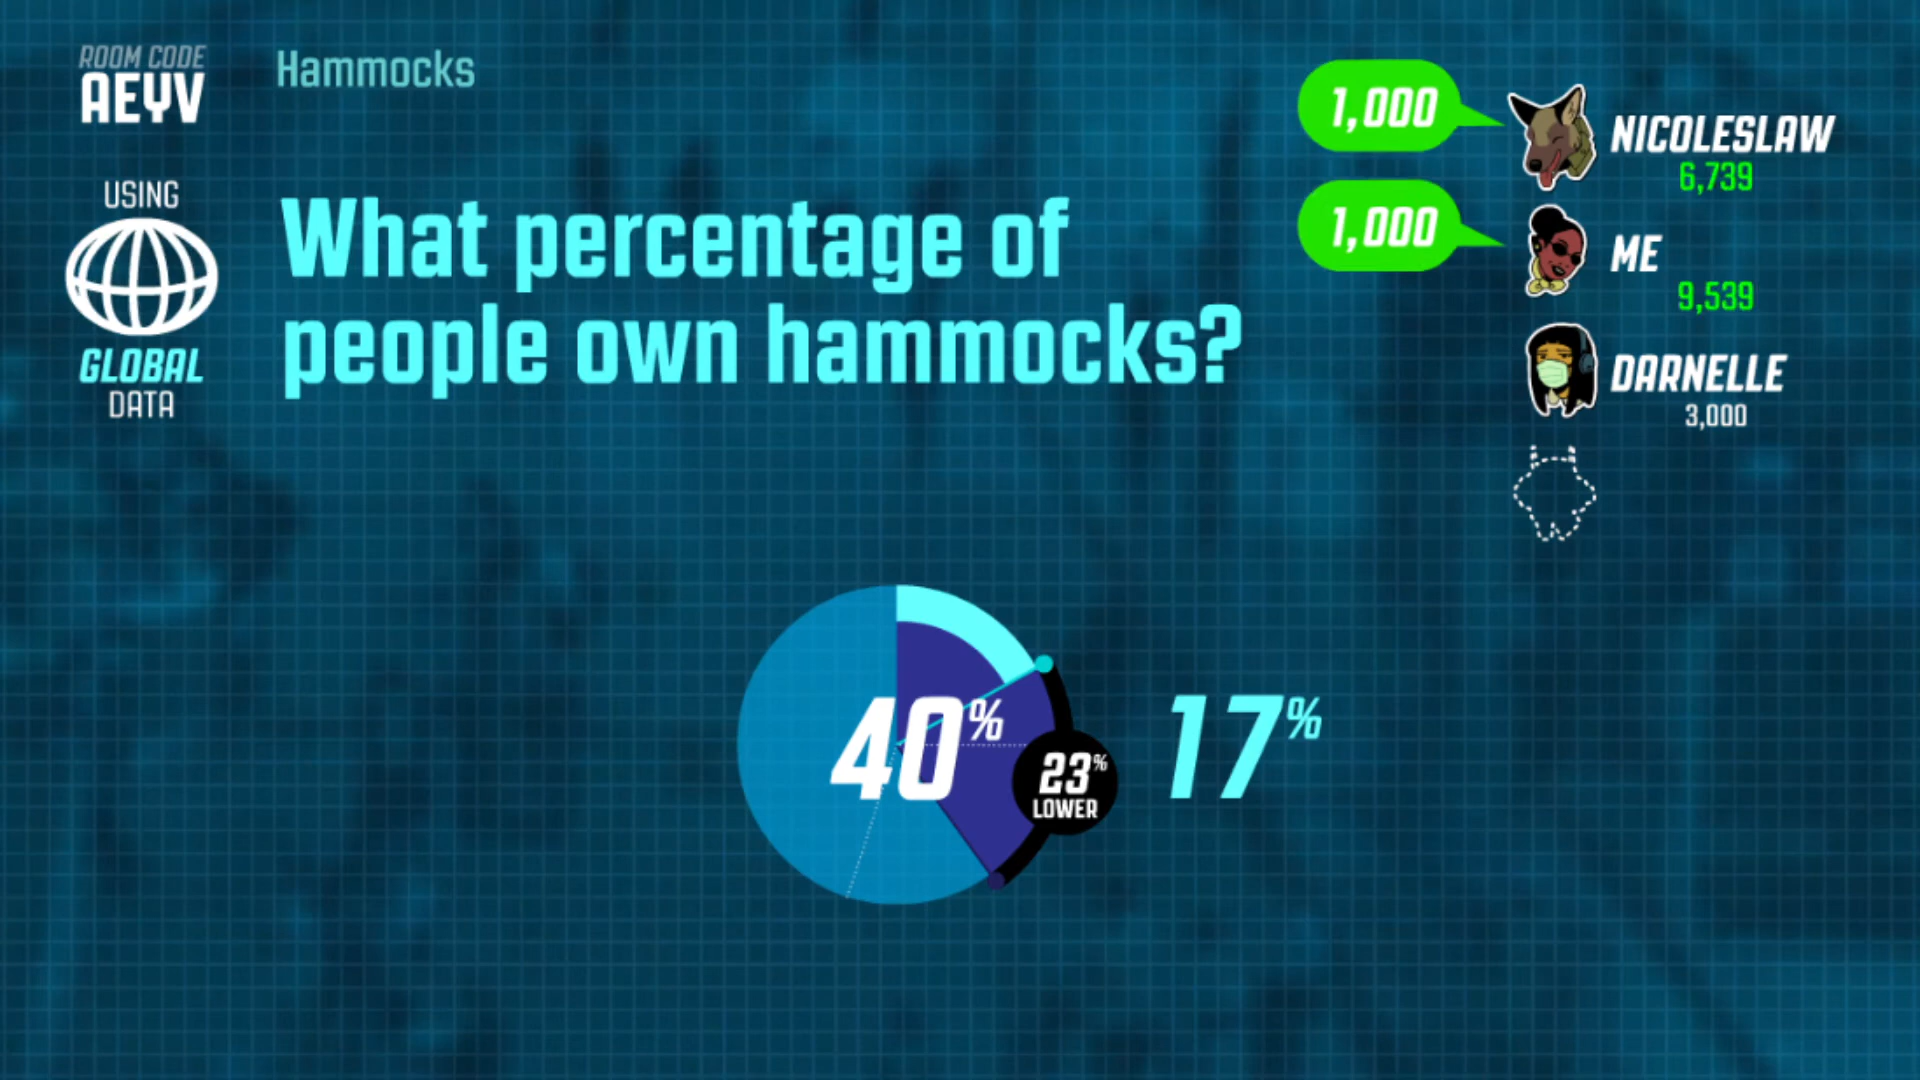 ROOM CODE
AEYV
Hammocks
USING
GLOBAL
DATA
What percentage of
people own hammocks?
1,000
NICOLESLAW
6,739
1,000
ME
9,539
DARNELLE
3,000
40%
23%
LOWER
17%